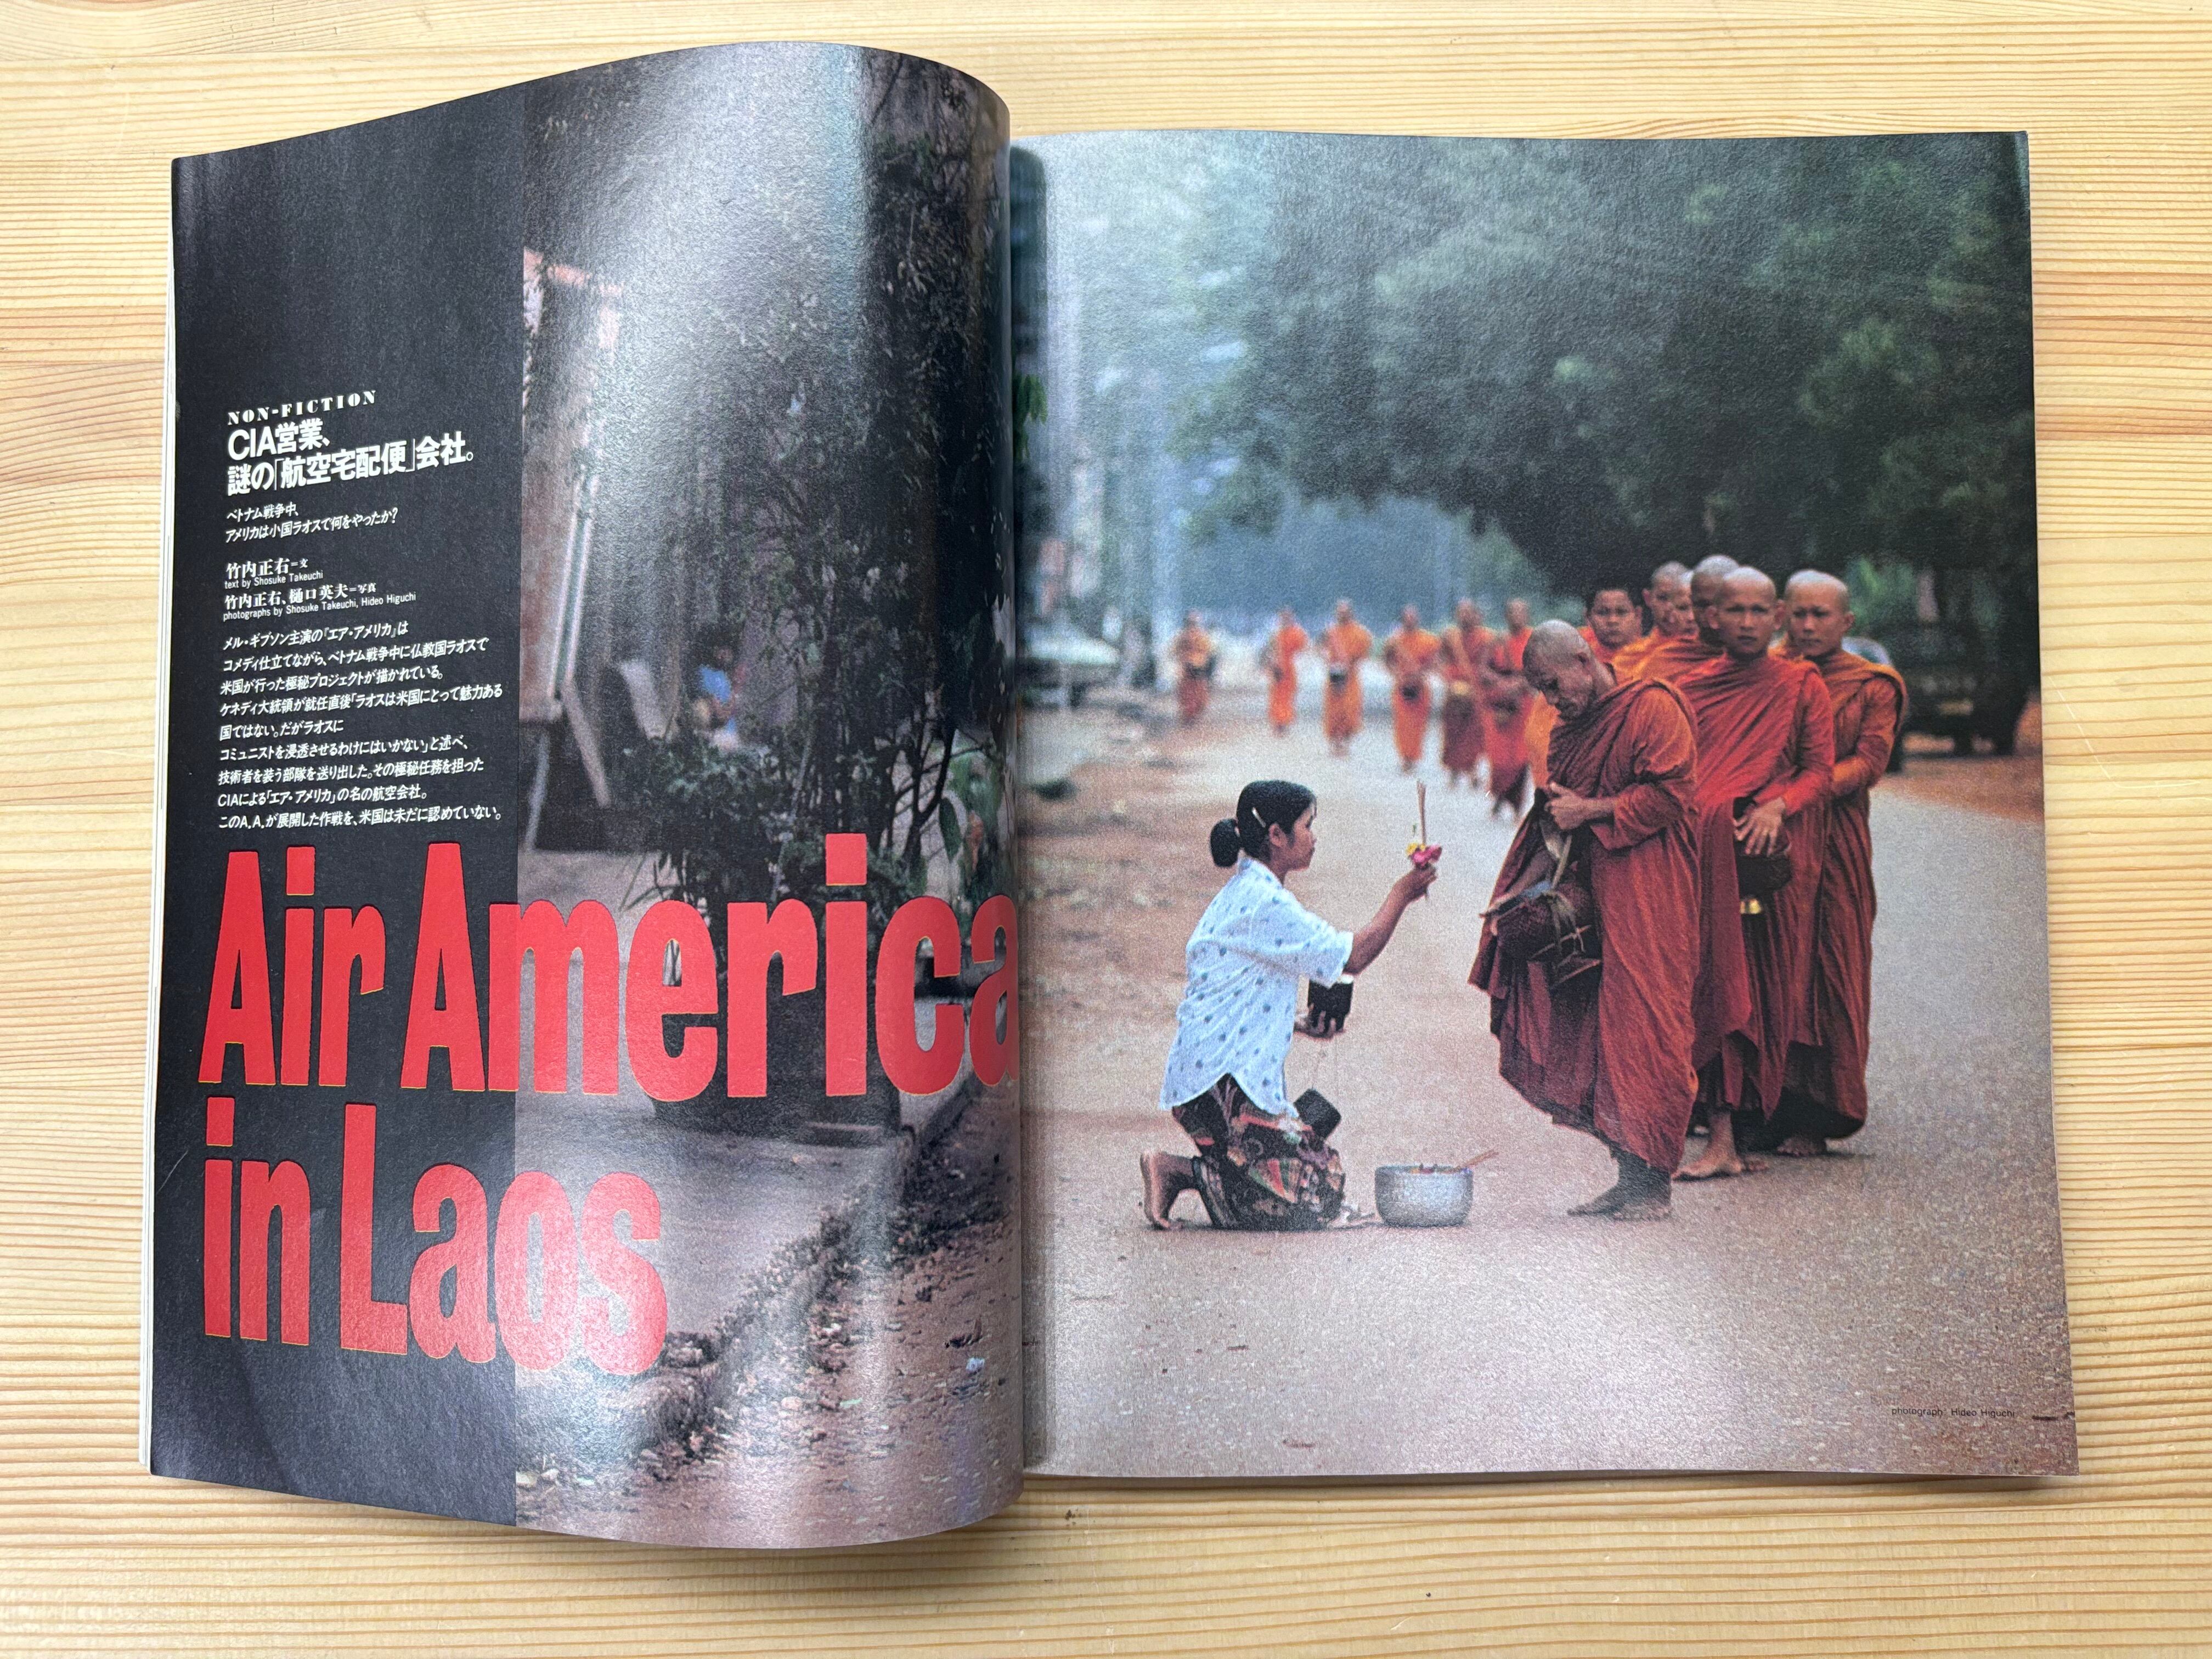 NON-FICTION
CIA営業、
謎の「航空宅配便」会社。
ベトナム戦争中、
アメリカは小国ラオスで何をやったか?
竹内正右=文
text by Shosuke Takeuchi
竹内正右、樋口英夫=写真
photographs by Shosuke Takeuchi, Hideo Higuchi
メル・ギブソン主演の『エア・アメリカ』は
コメディ仕立てながら、ベトナム戦争中に仏教国ラオスで
米国が行った極秘プロジェクトが描かれている。
ケネディ大統領が就任直後「ラオスは米国にとって魅力ある
国ではない。だがラオスに
コミュニストを浸透させるわけにはいかない」と述べ、
技術者を装う部隊を送り出した。その極秘任務を担った
CIAによる「エア・アメリカ」の名の航空会社。
このA.A.が展開した作戦を、米国は未だに認めていない。
Air America
in Laos
photograph: Hideo Higuchi